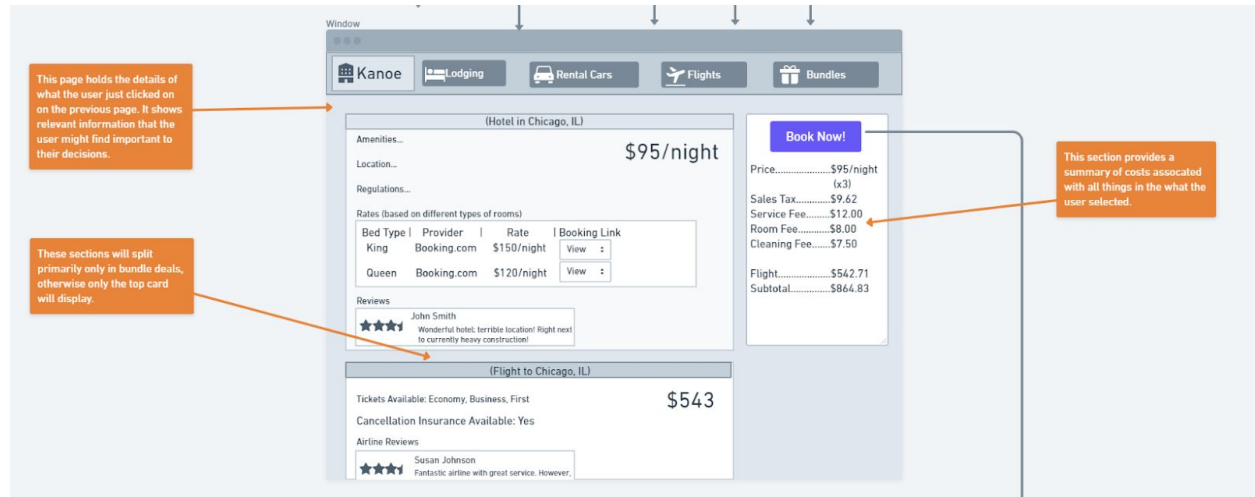 Window
Kanoe
Lodging
Rental Cars
Flights
Bundles
This page holds the details of
what the user just clicked on
on the previous page. It shows
relevant information that the
user might find important to
their decisions.
(Hotel in Chicago, IL)
Amenities...
$95/night
Location...
Regulations...
Rates (based on different types of rooms)
Bed Type | Provider | Rate | Booking Link
King Booking.com $150/night View
Queen Booking.com $120/night View
Reviews
John Smith
Wonderful hotel; terrible location! Right next
to currently heavy construction!
These sections will split
primarily only in bundle deals,
otherwise only the top card
will display.
(Flight to Chicago, IL)
Tickets Available: Economy, Business, First
$543
Cancellation Insurance Available: Yes
Airline Reviews
Susan Johnson
Fantastic airline with great service. However,
Book Now!
Price....................$95/night
(x3)
Sales Tax............$9.62
Service Fee........$12.00
Room Fee...........$8.00
Cleaning Fee......$7.50
Flight...................$542.71
Subtotal..............$864.83
This section provides a
summary of costs assocated
with all things in the what the
user selected.